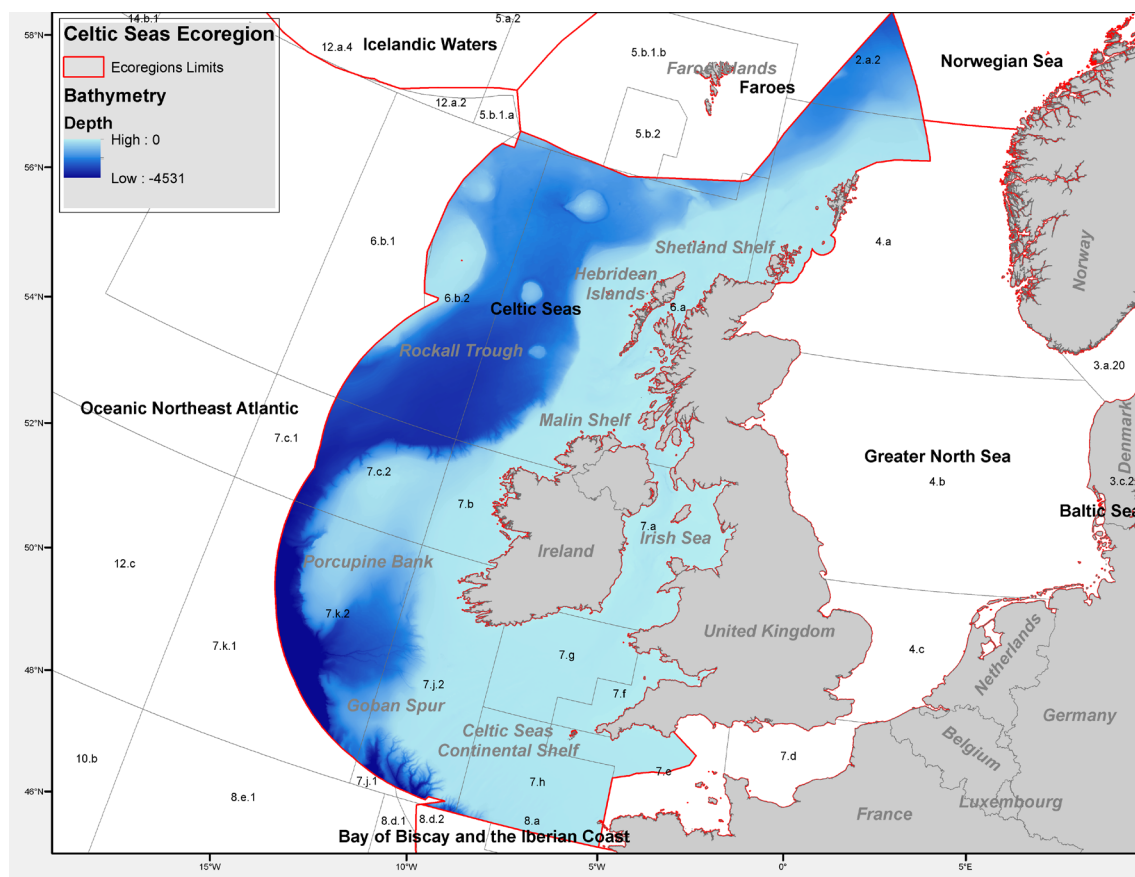 14.b.1
5.a.2
58°N
Celtic Seas Ecoregion
Ecoregions Limits
Bathymetry
Depth
High : 0
Low : -4531
12.a.4
Icelandic Waters
5.b.1.b
Faroe Islands
Faroes
2.a.2
Norwegian Sea
12.a.2
5.b.1.a
5.b.2
56°N
6.b.1
Shetland Shelf
4.a
Norway
Hebridean
Islands
54°N
6.b.2
Celtic Seas
6.a
Rockall Trough
3.a.20
Oceanic Northeast Atlantic
52°N
7.c.1
Malin Shelf
Denmark
Greater North Sea
4.b
7.c.2
3.c.2
7.b
7.a
Irish Sea
Baltic Sea
50°N
Ireland
12.c
Porcupine Bank
7.k.2
United Kingdom
7.k.1
7.g
4.c
Netherlands
48°N
7.j.2
7.f
Goban Spur
Germany
Celtic Seas
Continental Shelf
Belgium
10.b
7.d
7.e
7.h
7.j.1
46°N
8.e.1
Luxembourg
France
8.d.1
8.d.2
8.a
Bay of Biscay and the Iberian Coast
15°W
10°W
5°W
0°
5°E